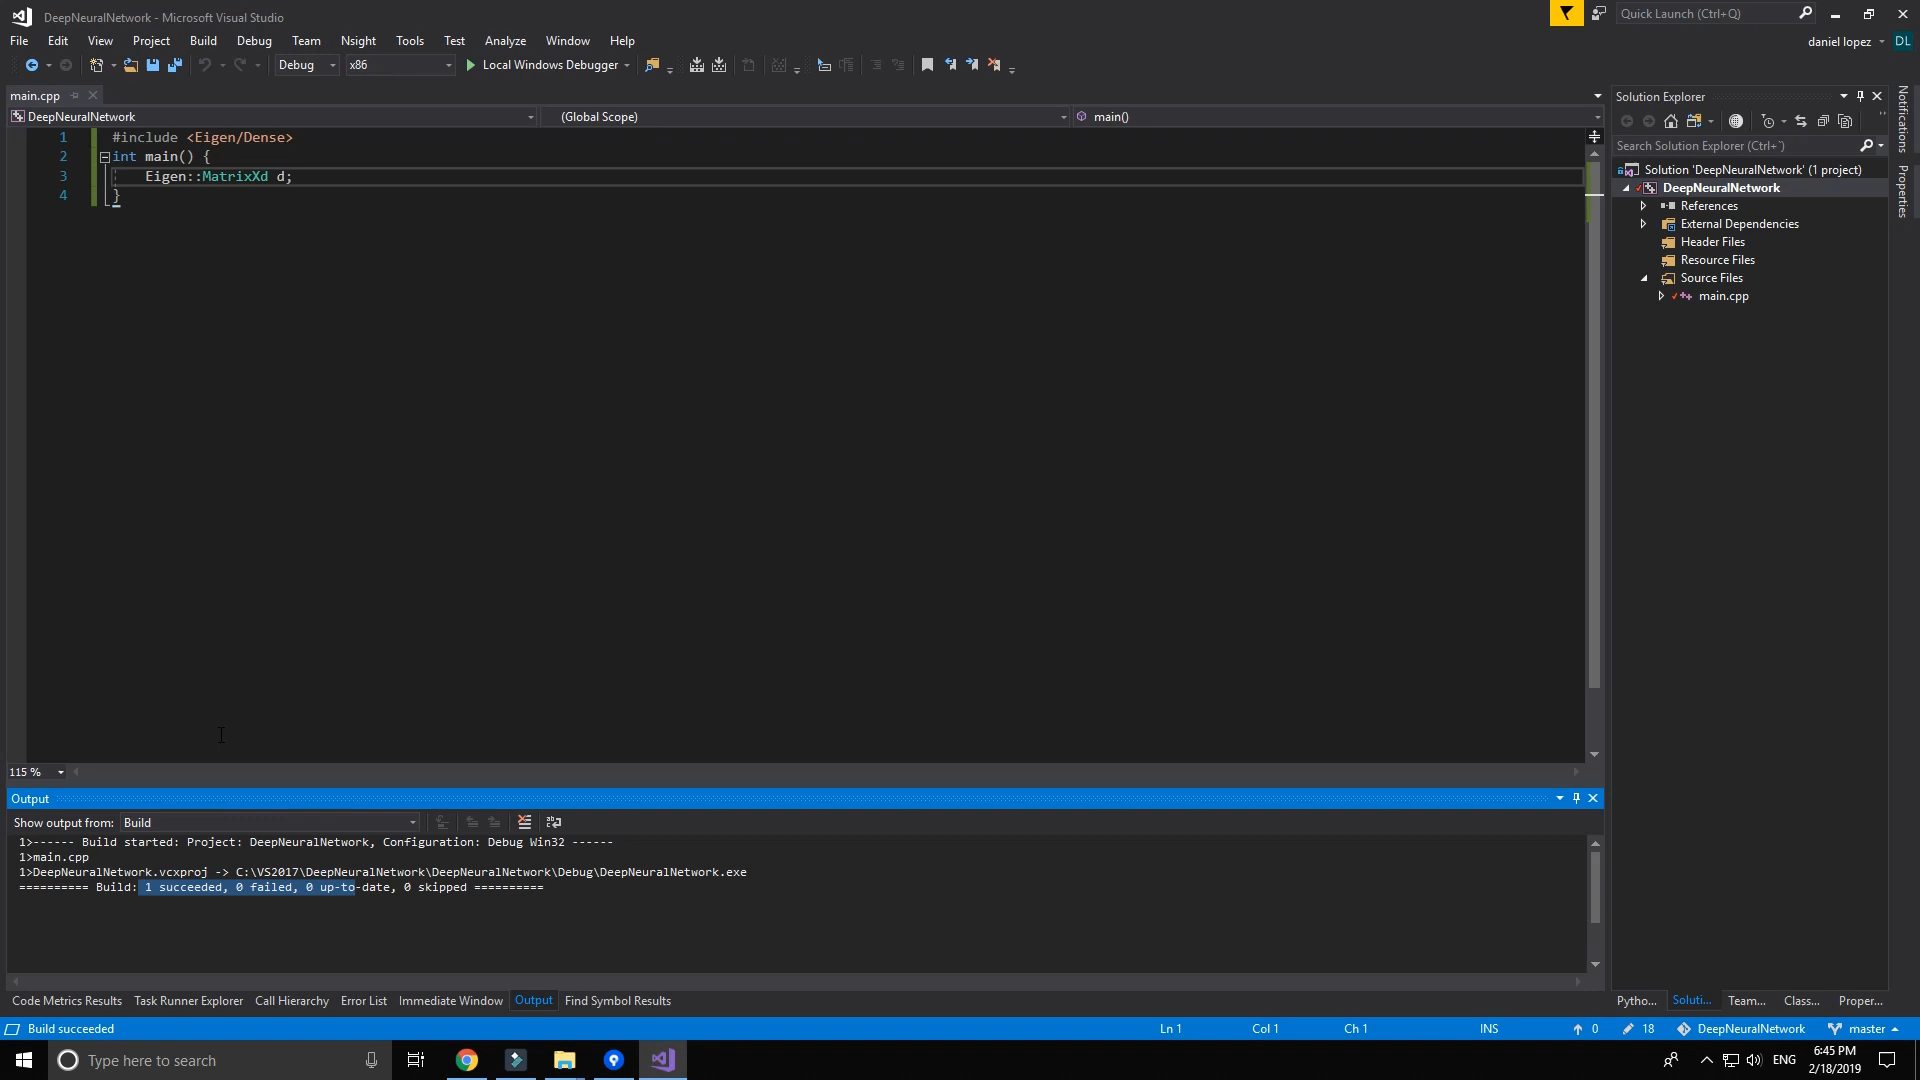 DeepNeuralNetwork - Microsoft Visual Studio
Quick Launch (Ctrl+Q)
File Edit View Project Build Debug Team Nsight Tools Test Analyze Window Help
daniel lopez DL
Debug x86 Local Windows Debugger
main.cpp
DeepNeuralNetwork (Global Scope) main()
1 #include <Eigen/Dense>
2 int main() {
3 Eigen::MatrixXd d;
4 }
Solution Explorer
Search Solution Explorer (Ctrl+`)
Solution 'DeepNeuralNetwork' (1 project)
DeepNeuralNetwork
References
External Dependencies
Header Files
Resource Files
Source Files
main.cpp
Notifications
Properties
115 %
Output
Show output from: Build
1>------ Build started: Project: DeepNeuralNetwork, Configuration: Debug Win32 ------
1>main.cpp
1>DeepNeuralNetwork.vcxproj -> C:\VS2017\DeepNeuralNetwork\DeepNeuralNetwork\Debug\DeepNeuralNetwork.exe
========== Build: 1 succeeded, 0 failed, 0 up-to-date, 0 skipped ==========
Code Metrics Results Task Runner Explorer Call Hierarchy Error List Immediate Window Output Find Symbol Results
Pytho... Soluti... Team... Class... Proper...
Build succeeded Ln 1 Col 1 Ch 1 INS 0 18 DeepNeuralNetwork master
Type here to search
ENG
6:45 PM
2/18/2019